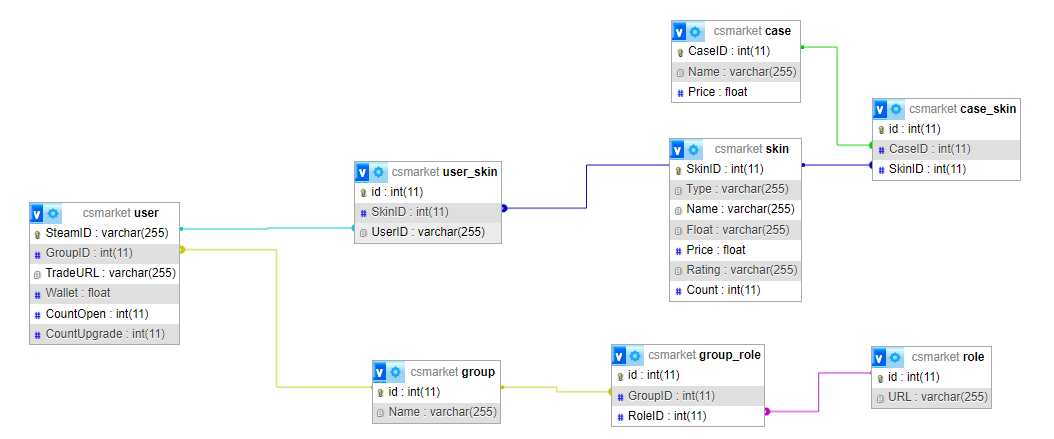 csmarket case
CaseID : int(11)
Name : varchar(255)
Price : float
csmarket case_skin
id : int(11)
CaseID : int(11)
SkinID : int(11)
csmarket skin
SkinID : int(11)
Type : varchar(255)
Name : varchar(255)
Float : varchar(255)
Price : float
Rating : varchar(255)
Count : int(11)
csmarket user_skin
id : int(11)
SkinID : int(11)
UserID : varchar(255)
csmarket user
SteamID : varchar(255)
GroupID : int(11)
TradeURL : varchar(255)
Wallet : float
CountOpen : int(11)
CountUpgrade : int(11)
csmarket group
id : int(11)
Name : varchar(255)
csmarket group_role
id : int(11)
GroupID : int(11)
RoleID : int(11)
csmarket role
id : int(11)
URL : varchar(255)